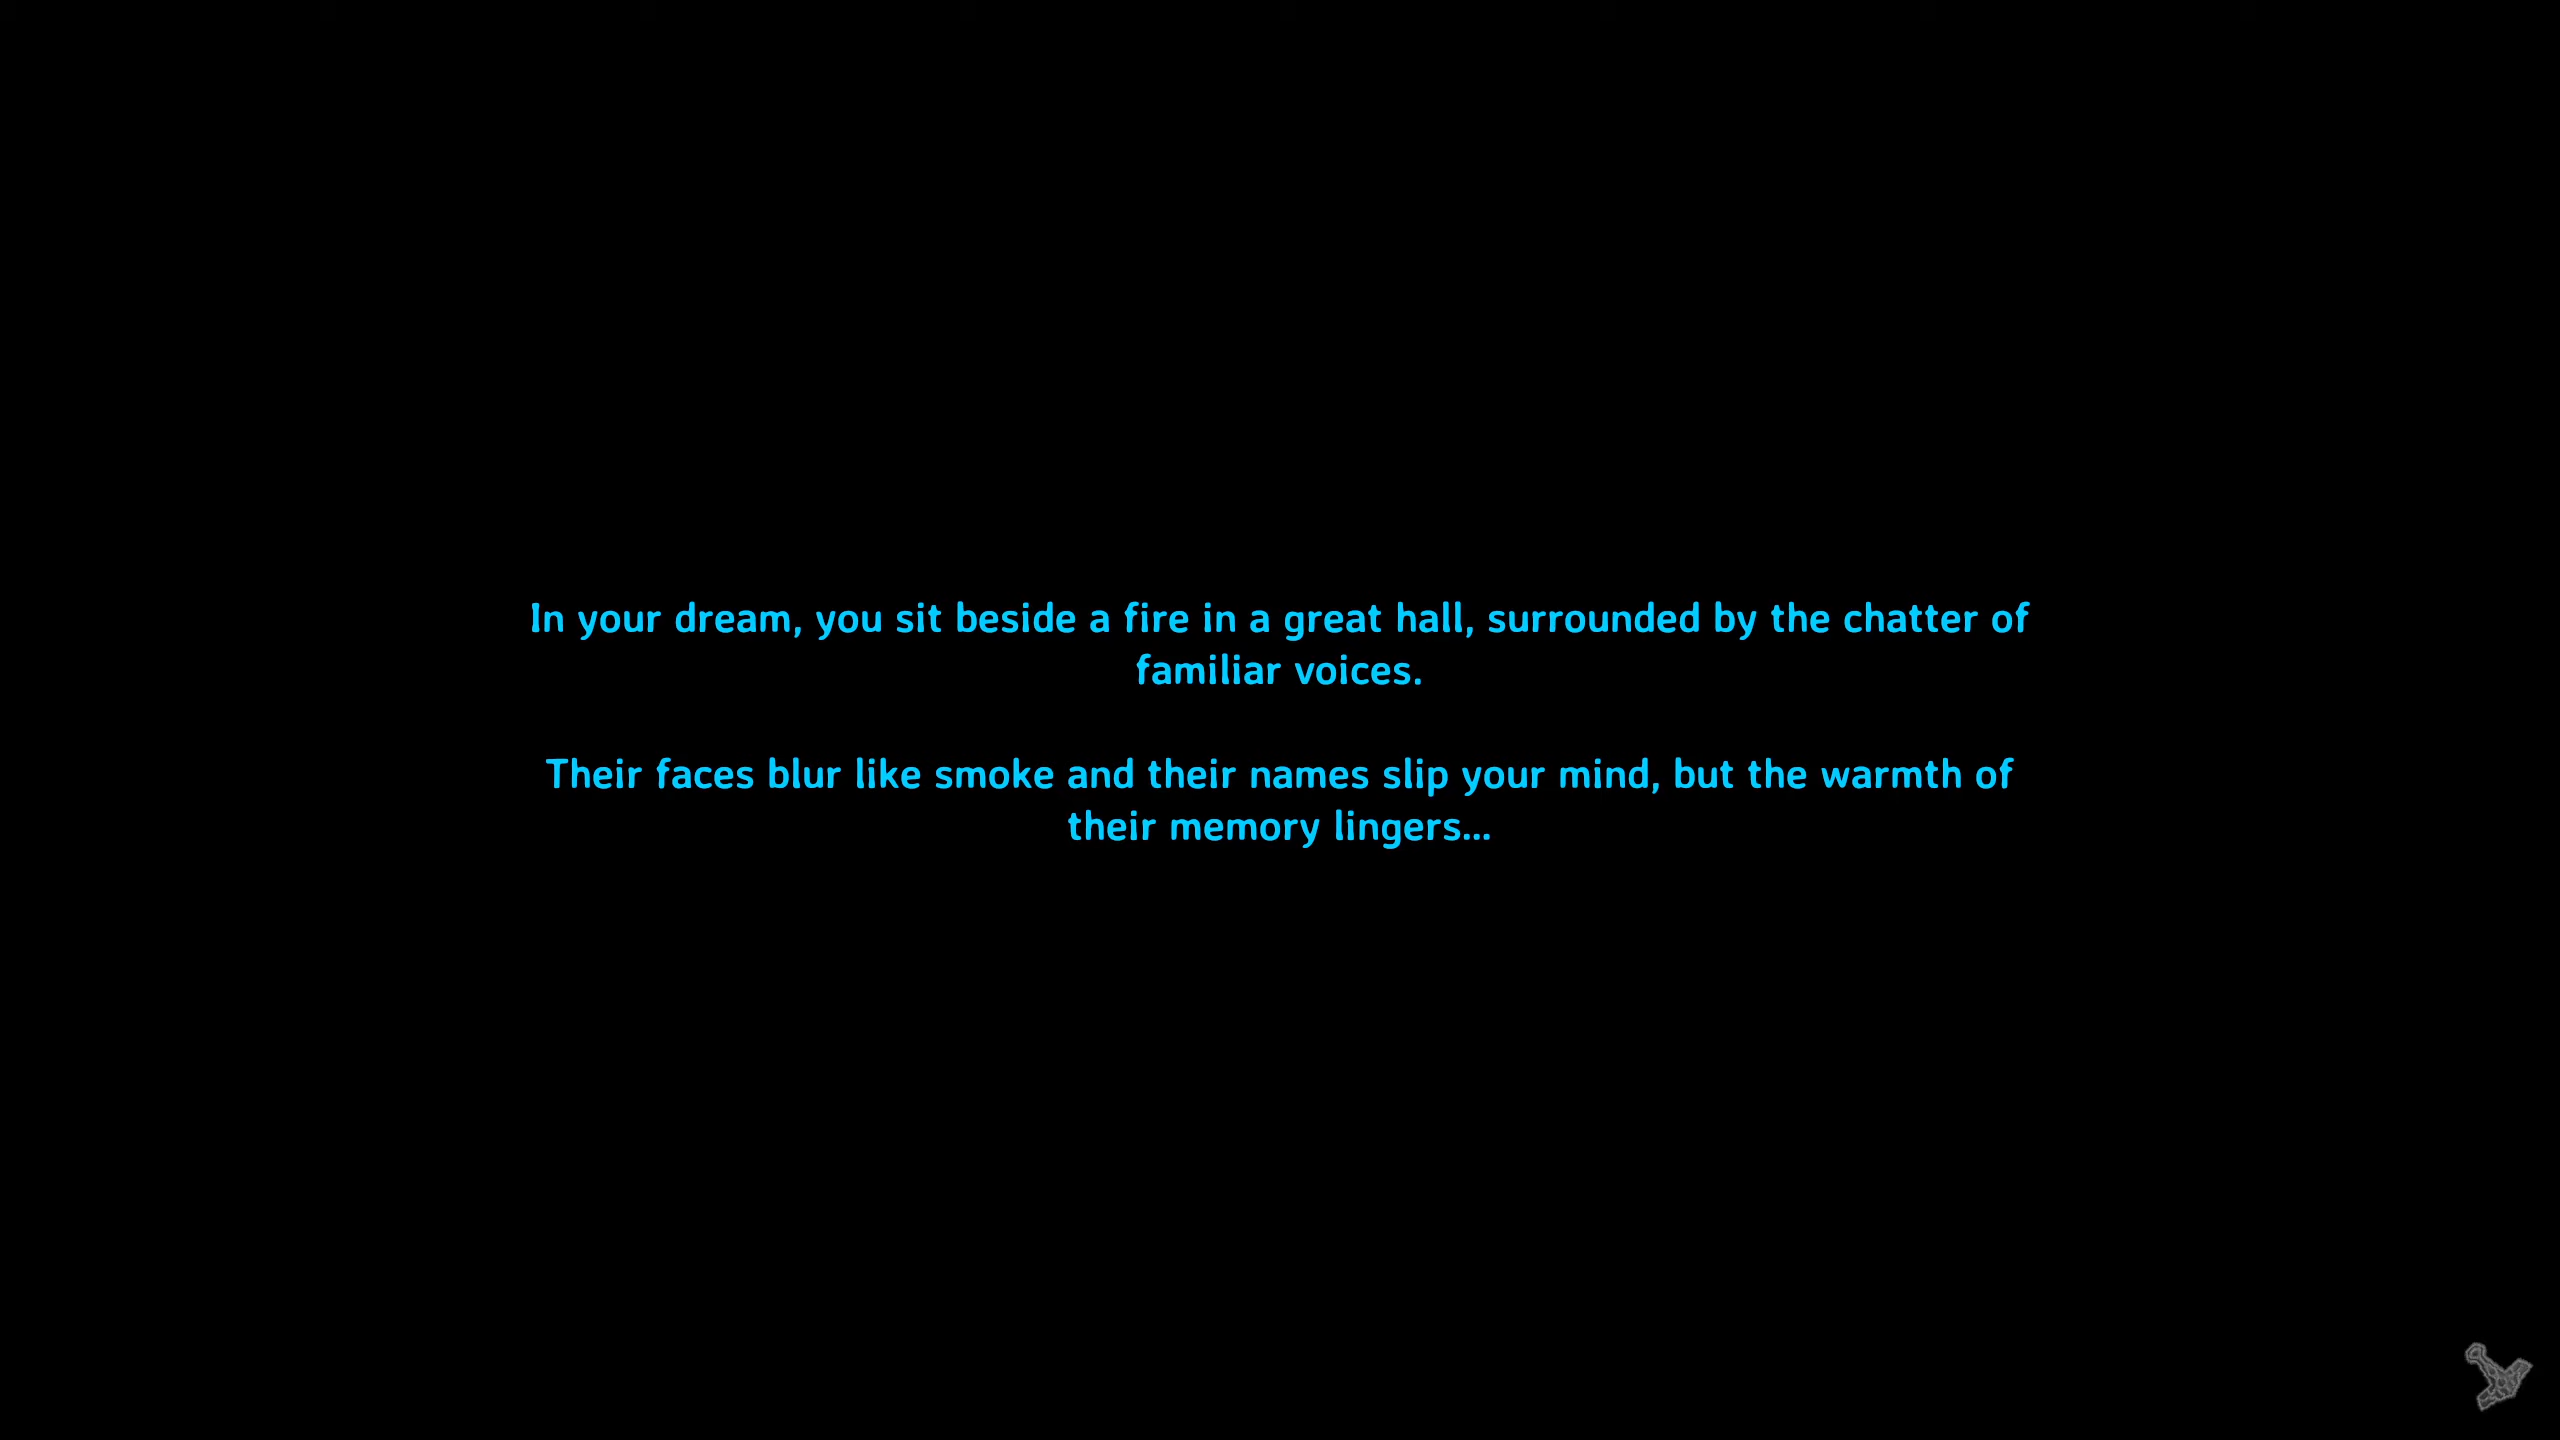 In your dream, you sit beside a fire in a great hall, surrounded by the chatter of
familiar voices.
Their faces blur like smoke and their names slip your mind, but the warmth of
their memory lingers...